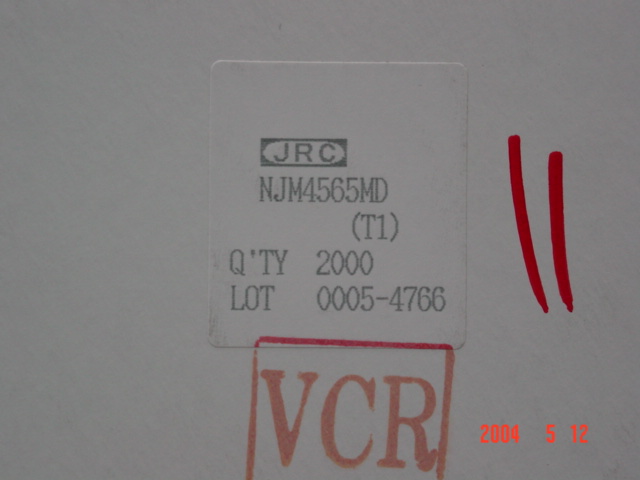 JRC
NJM4565MD
(T1)
Q'TY 2000
LOT 0005-4766
VCR
2004 5 12